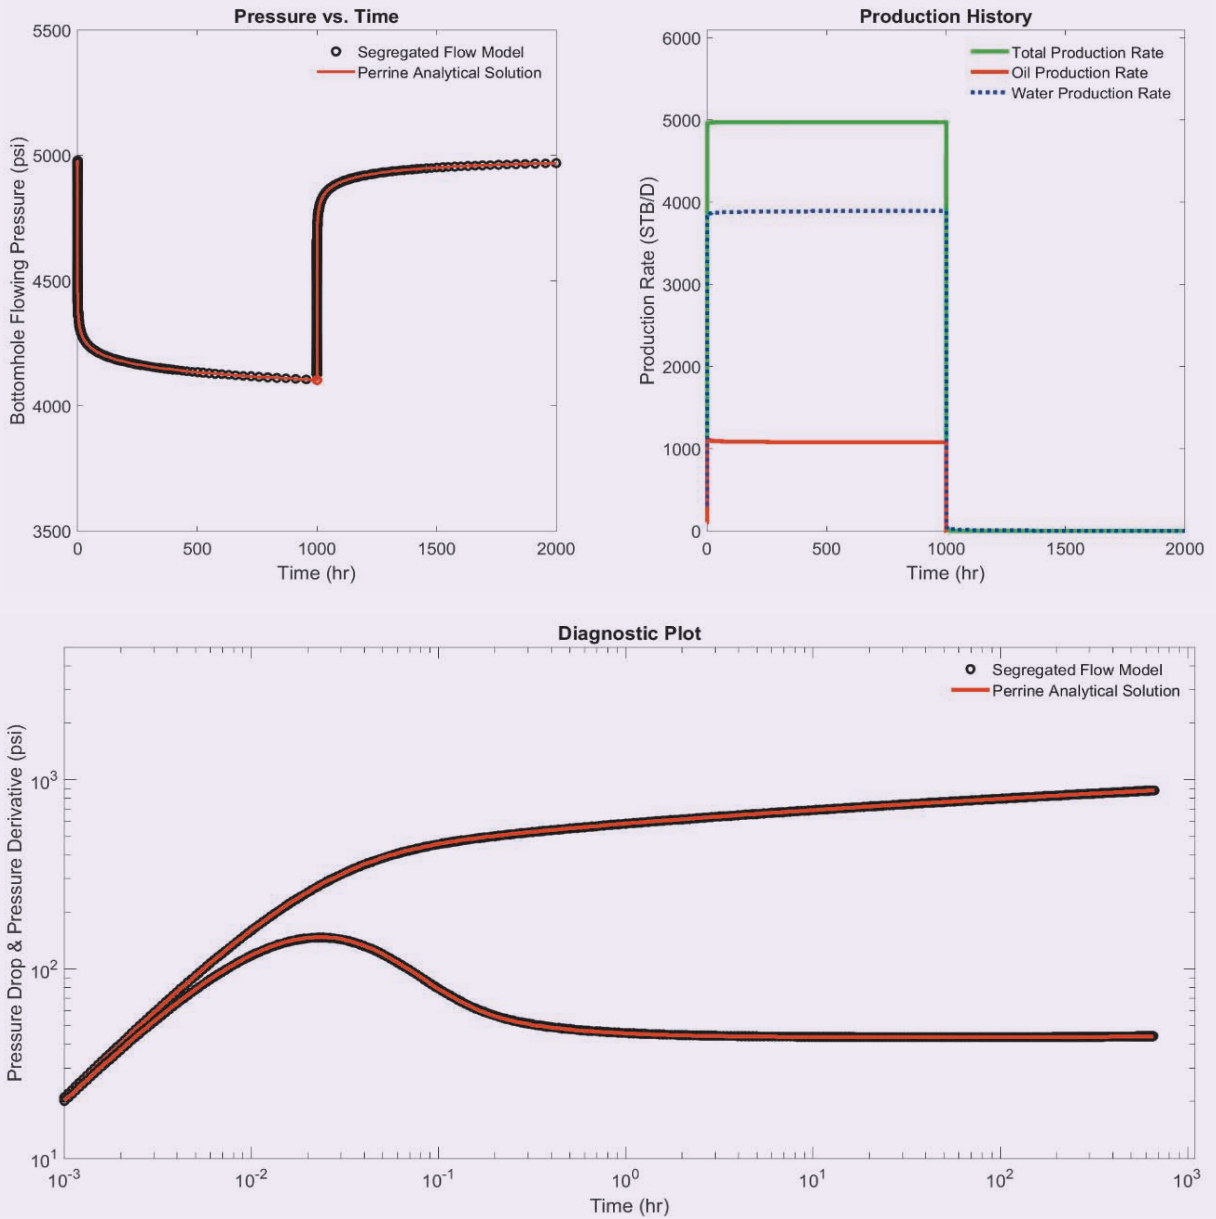 Pressure vs. Time
5500
5000
4500
4000
3500
Bottomhole Flowing Pressure (psi)
Segregated Flow Model
Perrine Analytical Solution
0 500 1000 1500 2000
Time (hr)
Production History
6000
5000
4000
3000
2000
1000
0
Production Rate (STB/D)
Total Production Rate
Oil Production Rate
Water Production Rate
0 500 1000 1500 2000
Time (hr)
Diagnostic Plot
Pressure Drop & Pressure Derivative (psi)
10^3
10^2
10^1
Segregated Flow Model
Perrine Analytical Solution
10^-3 10^-2 10^-1 10^0 10^1 10^2 10^3
Time (hr)